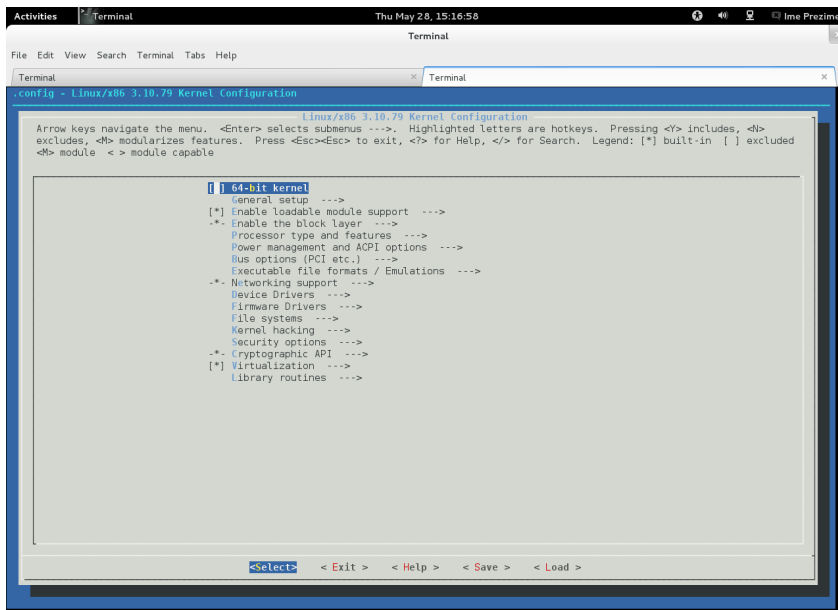 Activities Terminal Thu May 28, 15:16:58 Ime Prezime
Terminal
File Edit View Search Terminal Tabs Help
Terminal × Terminal ×
.config - Linux/x86 3.10.79 Kernel Configuration
Linux/x86 3.10.79 Kernel Configuration
Arrow keys navigate the menu. <Enter> selects submenus --->. Highlighted letters are hotkeys. Pressing <Y> includes, <N>
excludes, <M> modularizes features. Press <Esc><Esc> to exit, <?> for Help, </> for Search. Legend: [*] built-in [ ] excluded
<M> module < > module capable
[ ] 64-bit kernel
General setup --->
[*] Enable loadable module support --->
-*- Enable the block layer --->
Processor type and features --->
Power management and ACPI options --->
Bus options (PCI etc.) --->
Executable file formats / Emulations --->
-*- Networking support --->
Device Drivers --->
Firmware Drivers --->
File systems --->
Kernel hacking --->
Security options --->
-*- Cryptographic API --->
[*] Virtualization --->
Library routines --->
<Select> < Exit > < Help > < Save > < Load >